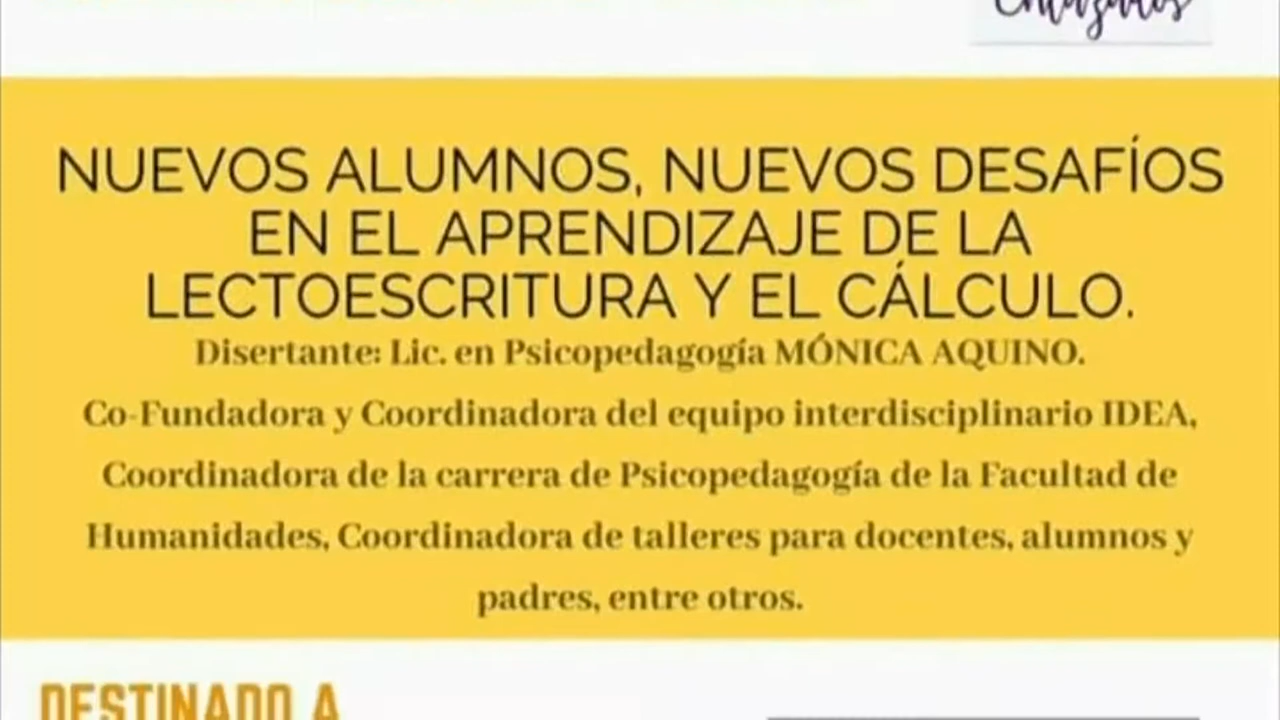 Enlazados
NUEVOS ALUMNOS, NUEVOS DESAFÍOS
EN EL APRENDIZAJE DE LA
LECTOESCRITURA Y EL CÁLCULO.
Disertante: Lic. en Psicopedagogía MÓNICA AQUINO.
Co-Fundadora y Coordinadora del equipo interdisciplinario IDEA,
Coordinadora de la carrera de Psicopedagogía de la Facultad de
Humanidades, Coordinadora de talleres para docentes, alumnos y
padres, entre otros.
DESTINADO A